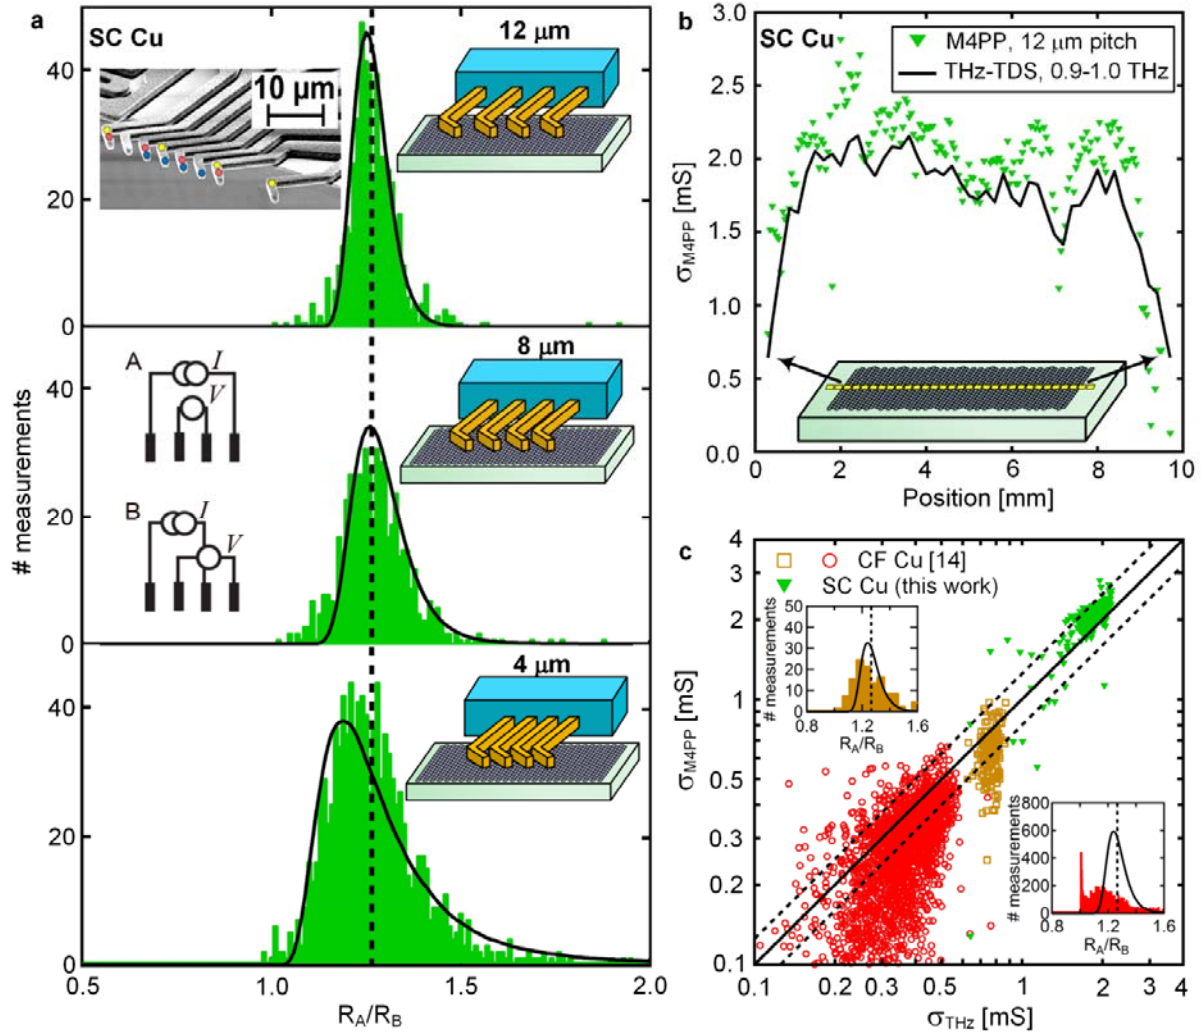 a
SC Cu
12 μm
10 μm
40
20
0
8 μm
A
I
V
B
I
V
40
20
0
4 μm
40
20
0
# measurements
0.5
1.0
1.5
2.0
R_A/R_B
b
SC Cu
M4PP, 12 μm pitch
THz-TDS, 0.9-1.0 THz
3.0
2.5
2.0
1.5
1.0
0.5
0.0
σ_M4PP [mS]
0
2
4
6
8
10
Position [mm]
c
CF Cu [14]
SC Cu (this work)
4
3
2
1
0.5
0.3
0.2
0.1
σ_M4PP [mS]
50
40
30
20
10
0
# measurements
0.8
1.2
1.6
R_A/R_B
800
600
400
200
0
# measurements
0.8
1.2
1.6
R_A/R_B
0.1
0.2
0.3
0.5
1
2
3
4
σ_THz [mS]